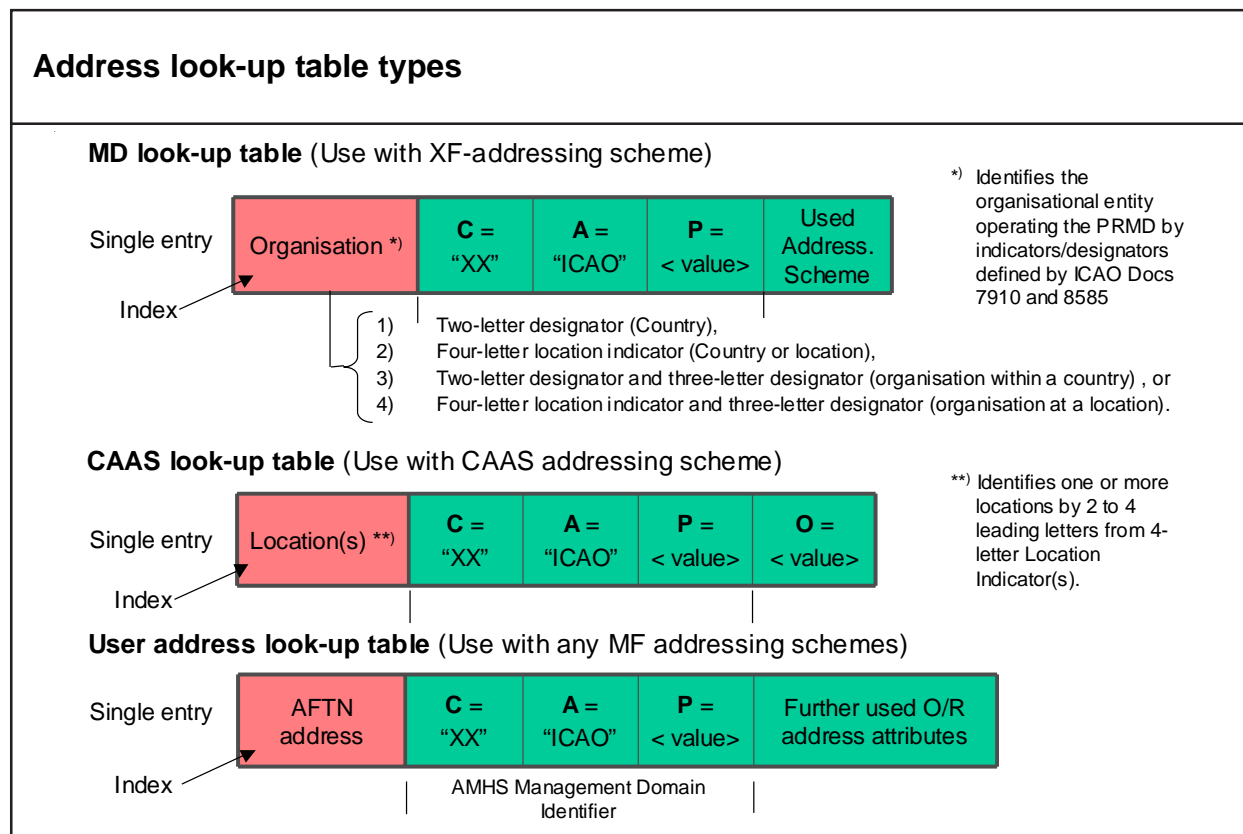 Address look-up table types
MD look-up table (Use with XF-addressing scheme)
*) Identifies the
organisational entity
operating the PRMD by
indicators/designators
defined by ICAO Docs
7910 and 8585
Single entry
Index
Organisation *)
C =
“XX”
A =
“ICAO”
P =
< value>
Used
Address.
Scheme
1) Two-letter designator (Country),
2) Four-letter location indicator (Country or location),
3) Two-letter designator and three-letter designator (organisation within a country) , or
4) Four-letter location indicator and three-letter designator (organisation at a location).
CAAS look-up table (Use with CAAS addressing scheme)
**) Identifies one or more
locations by 2 to 4
leading letters from 4-
letter Location
Indicator(s).
Single entry
Index
Location(s) **)
C =
“XX”
A =
“ICAO”
P =
< value>
O =
< value>
User address look-up table (Use with any MF addressing schemes)
Single entry
Index
AFTN
address
C =
“XX”
A =
“ICAO”
P =
< value>
Further used O/R
address attributes
AMHS Management Domain
Identifier